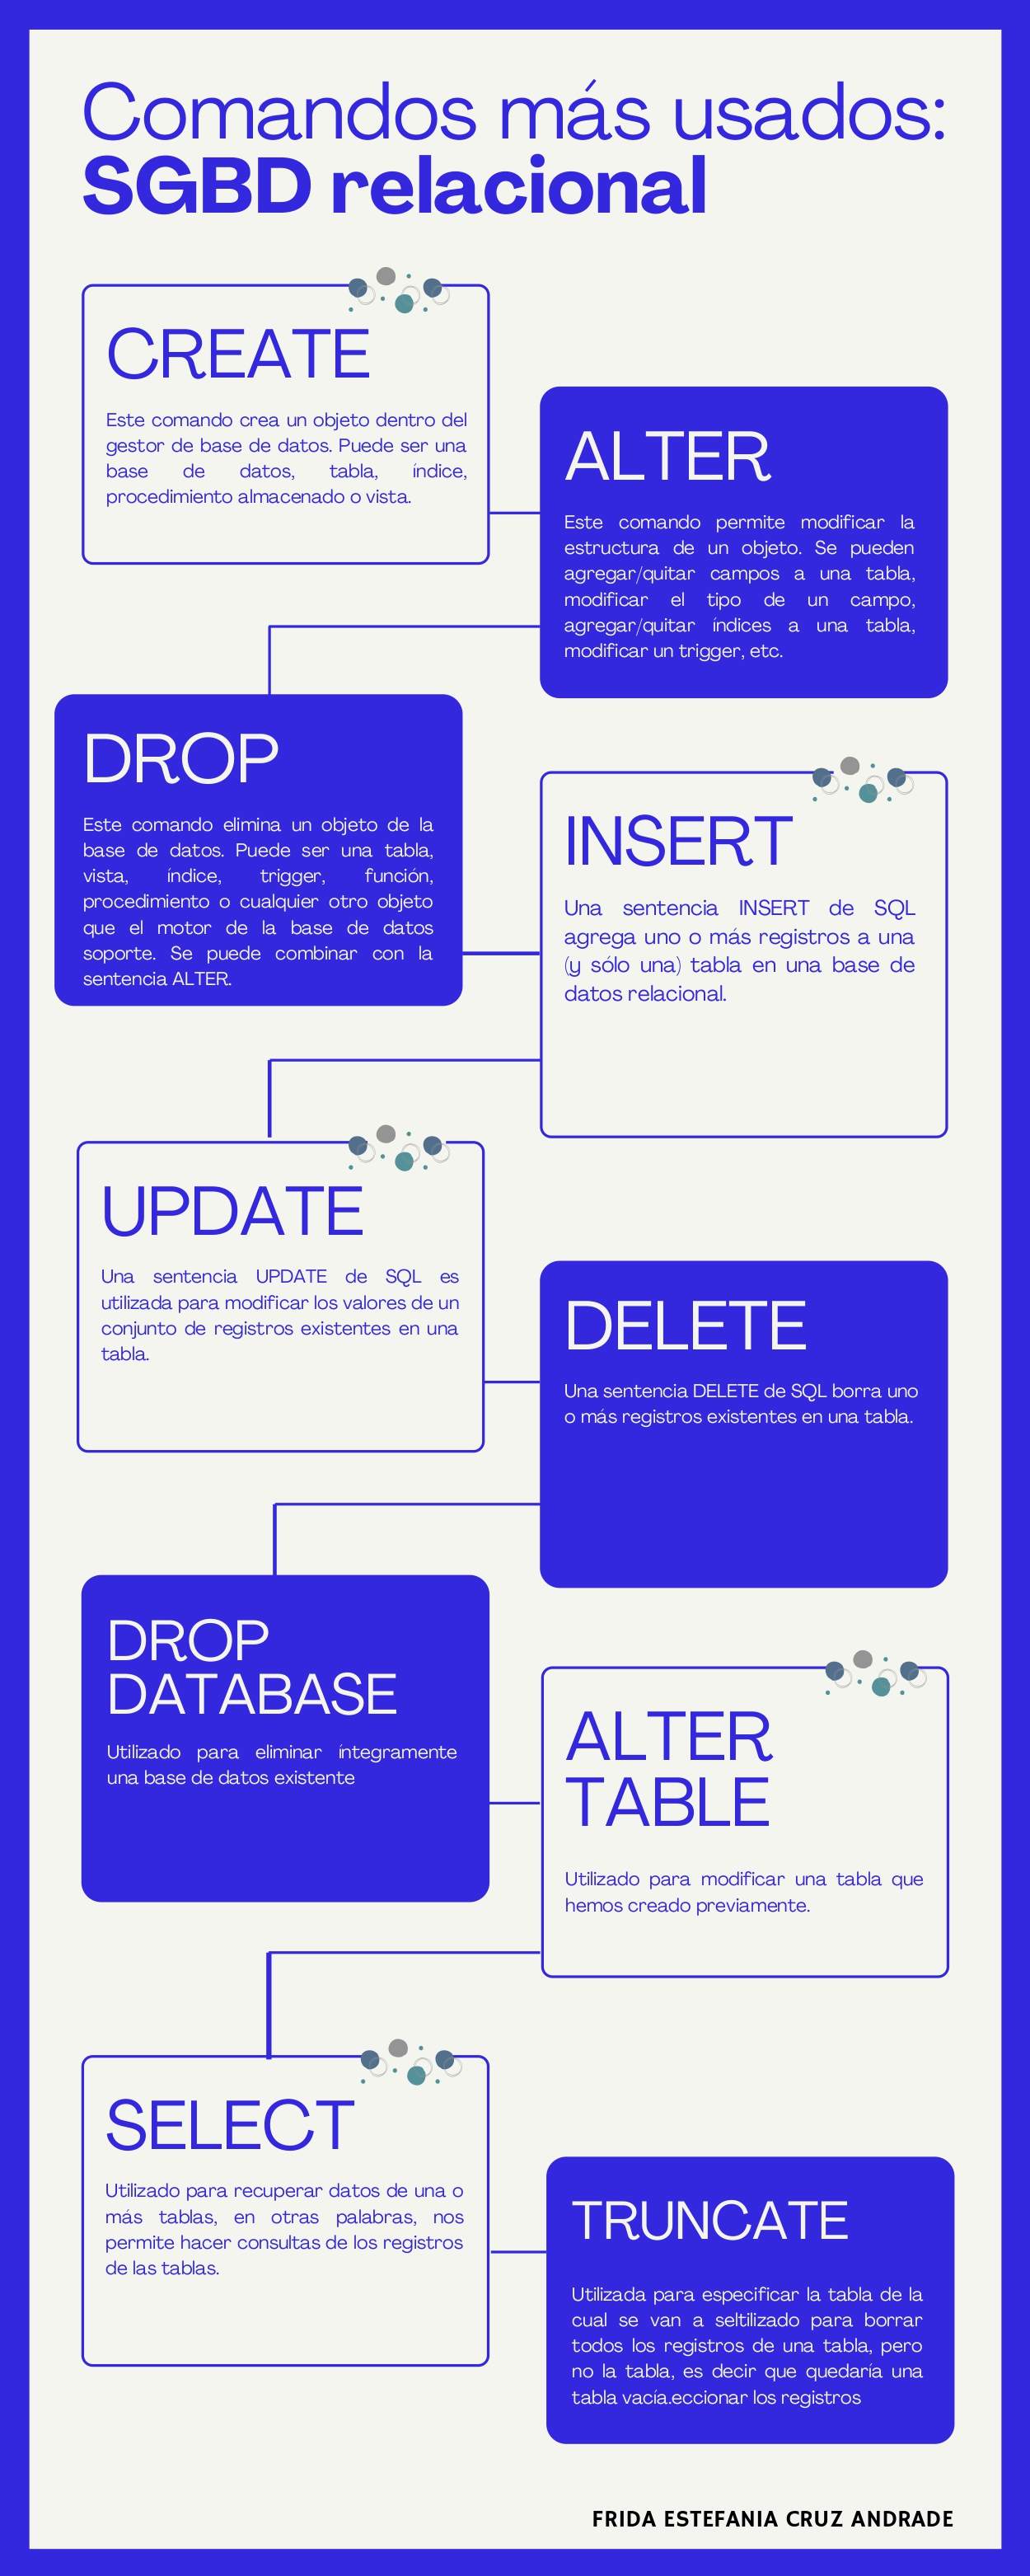 Comandos más usados:
SGBD relacional
CREATE
Este comando crea un objeto dentro del
gestor de base de datos. Puede ser una
base de datos, tabla, índice,
procedimiento almacenado o vista.
ALTER
Este comando permite modificar la
estructura de un objeto. Se pueden
agregar/quitar campos a una tabla,
modificar el tipo de un campo,
agregar/quitar índices a una tabla,
modificar un trigger, etc.
DROP
Este comando elimina un objeto de la
base de datos. Puede ser una tabla,
vista, índice, trigger, función,
procedimiento o cualquier otro objeto
que el motor de la base de datos
soporte. Se puede combinar con la
sentencia ALTER.
INSERT
Una sentencia INSERT de SQL
agrega uno o más registros a una
(y sólo una) tabla en una base de
datos relacional.
UPDATE
Una sentencia UPDATE de SQL es
utilizada para modificar los valores de un
conjunto de registros existentes en una
tabla.
DELETE
Una sentencia DELETE de SQL borra uno
o más registros existentes en una tabla.
DROP
DATABASE
Utilizado para eliminar íntegramente
una base de datos existente
ALTER
TABLE
Utilizado para modificar una tabla que
hemos creado previamente.
SELECT
Utilizado para recuperar datos de una o
más tablas, en otras palabras, nos
permite hacer consultas de los registros
de las tablas.
TRUNCATE
Utilizada para especificar la tabla de la
cual se van a seltilizado para borrar
todos los registros de una tabla, pero
no la tabla, es decir que quedaría una
tabla vacía.eccionar los registros
FRIDA ESTEFANIA CRUZ ANDRADE